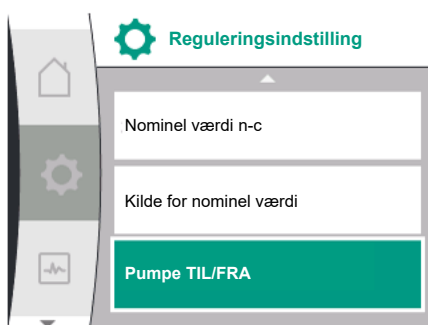 Reguleringsindstilling
Nominel værdi n-c
Kilde for nominel værdi
Pumpe TIL/FRA